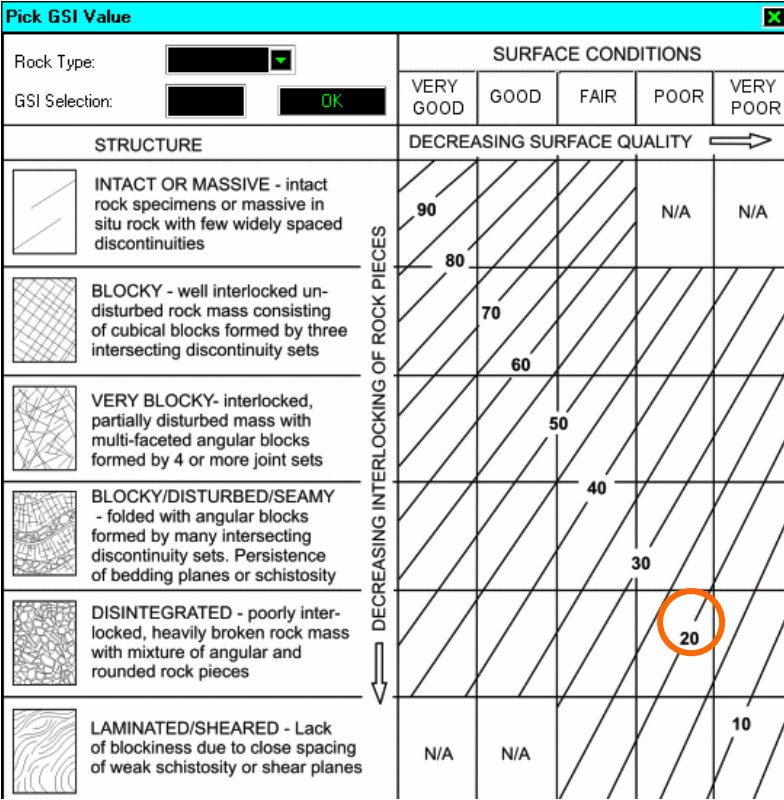 Pick GSI Value
Rock Type:
GSI Selection:
OK
SURFACE CONDITIONS
VERY
GOOD
GOOD
FAIR
POOR
VERY
POOR
STRUCTURE
DECREASING SURFACE QUALITY
DECREASING INTERLOCKING OF ROCK PIECES
INTACT OR MASSIVE - intact
rock specimens or massive in
situ rock with few widely spaced
discontinuities
90
80
N/A
N/A
BLOCKY - well interlocked un-
disturbed rock mass consisting
of cubical blocks formed by three
intersecting discontinuity sets
70
60
VERY BLOCKY- interlocked,
partially disturbed mass with
multi-faceted angular blocks
formed by 4 or more joint sets
50
BLOCKY/DISTURBED/SEAMY
- folded with angular blocks
formed by many intersecting
discontinuity sets. Persistence
of bedding planes or schistosity
40
30
DISINTEGRATED - poorly inter-
locked, heavily broken rock mass
with mixture of angular and
rounded rock pieces
20
LAMINATED/SHEARED - Lack
of blockiness due to close spacing
of weak schistosity or shear planes
N/A
N/A
10